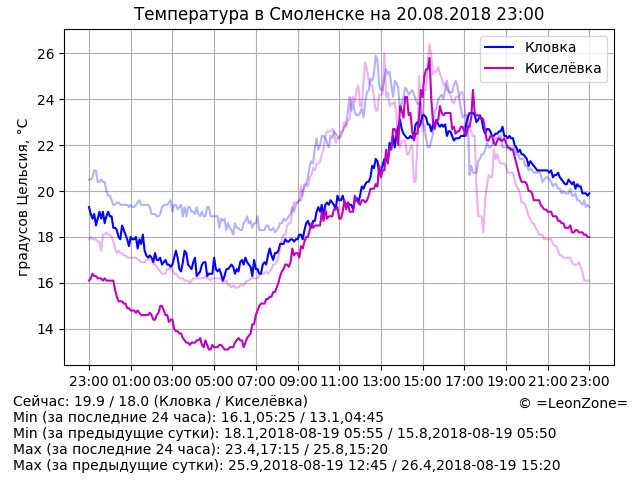 Температура в Смоленске на 20.08.2018 23:00
градусов Цельсия, °C
26
24
22
20
18
16
14
Кловка
Киселёвка
23:00 01:00 03:00 05:00 07:00 09:00 11:00 13:00 15:00 17:00 19:00 21:00 23:00
© =LeonZone=
Сейчас: 19.9 / 18.0 (Кловка / Киселёвка)
Min (за последние 24 часа): 16.1,05:25 / 13.1,04:45
Min (за предыдущие сутки): 18.1,2018-08-19 05:55 / 15.8,2018-08-19 05:50
Max (за последние 24 часа): 23.4,17:15 / 25.8,15:20
Max (за предыдущие сутки): 25.9,2018-08-19 12:45 / 26.4,2018-08-19 15:20